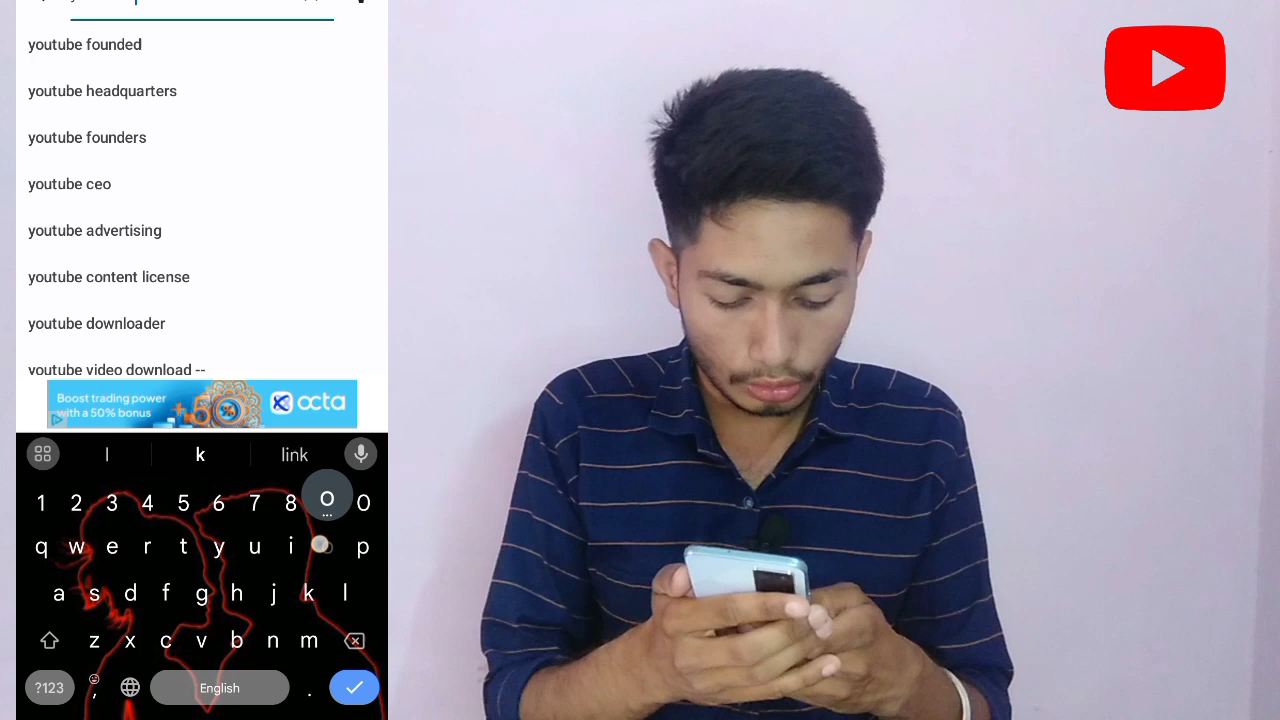 youtube founded
youtube headquarters
youtube founders
youtube ceo
youtube advertising
youtube content license
youtube downloader
youtube video download --
Boost trading power
with a 50% bonus
octa
l k link
1 2 3 4 5 6 7 8 o 0
q w e r t y u i p
a s d f g h j k l
z x c v b n m
?123 , English .